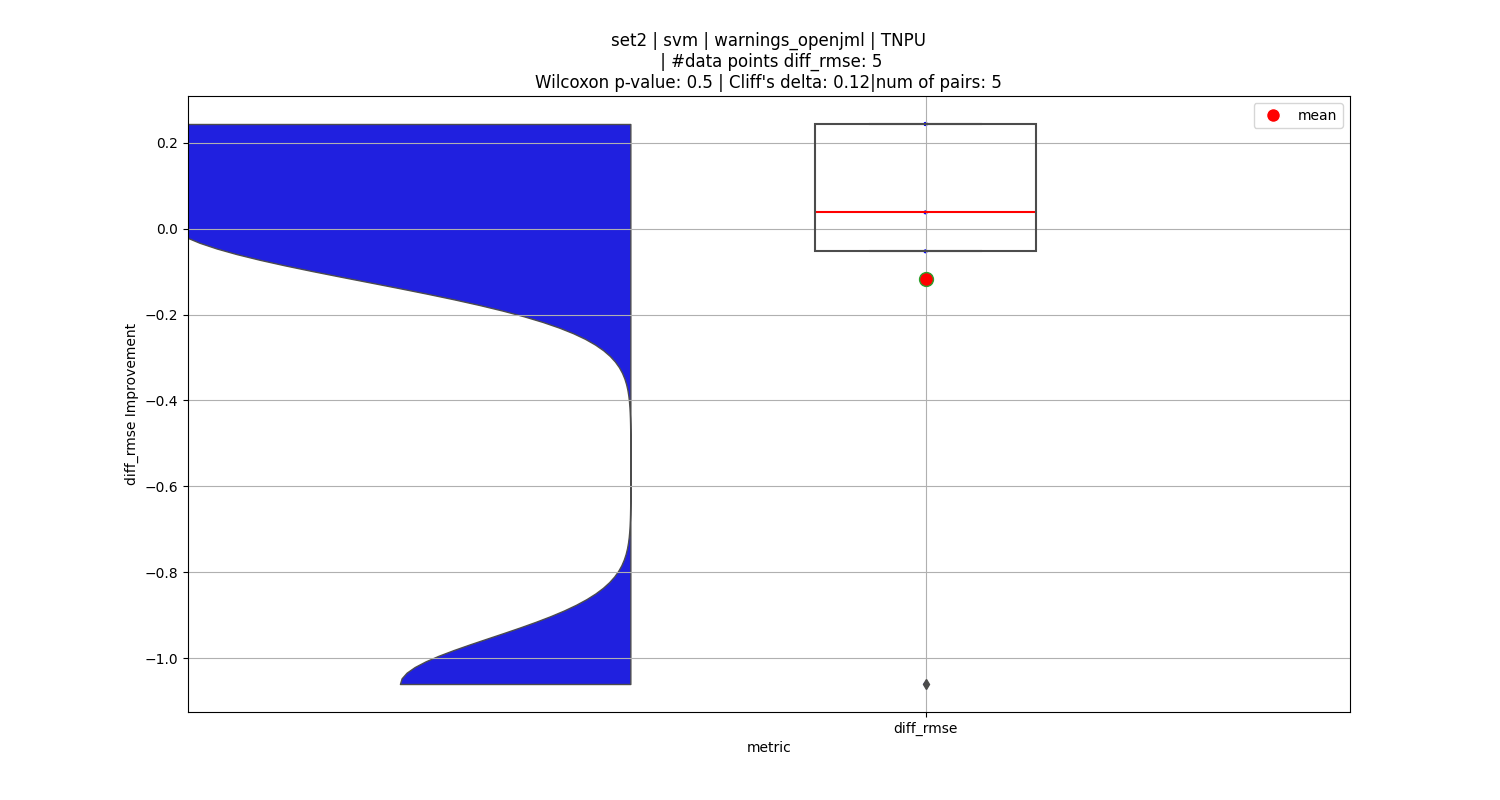 set2 | svm | warnings_openjml | TNPU
| #data points diff_rmse: 5
Wilcoxon p-value: 0.5 | Cliff's delta: 0.12|num of pairs: 5
mean
0.2
0.0
−0.2
−0.4
−0.6
−0.8
−1.0
diff_rmse Improvement
diff_rmse
metric